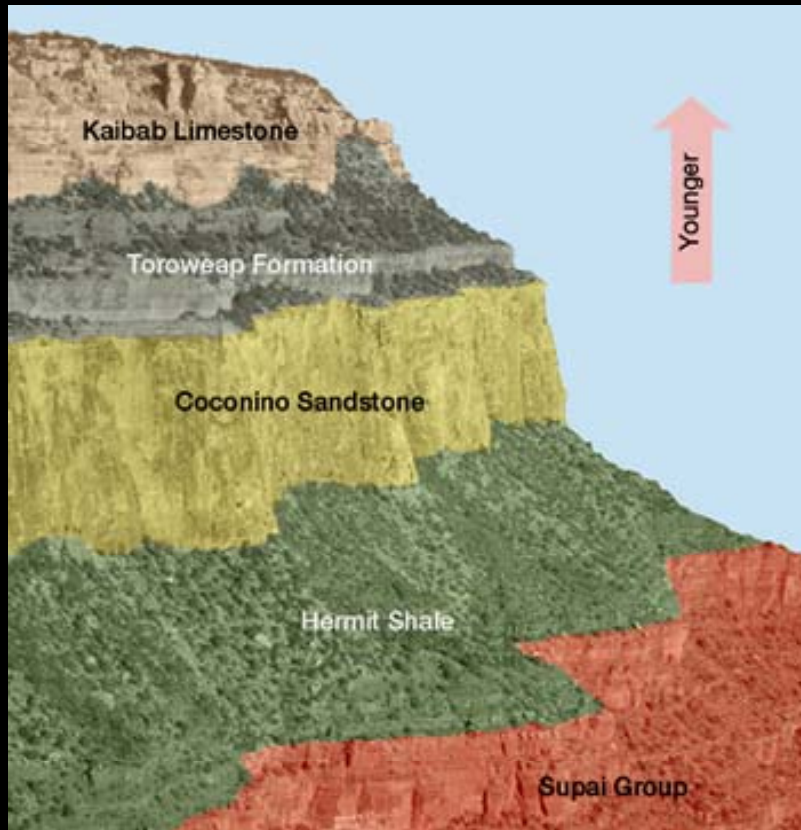 Kaibab Limestone
Younger
Toroweap Formation
Coconino Sandstone
Hermit Shale
Supai Group